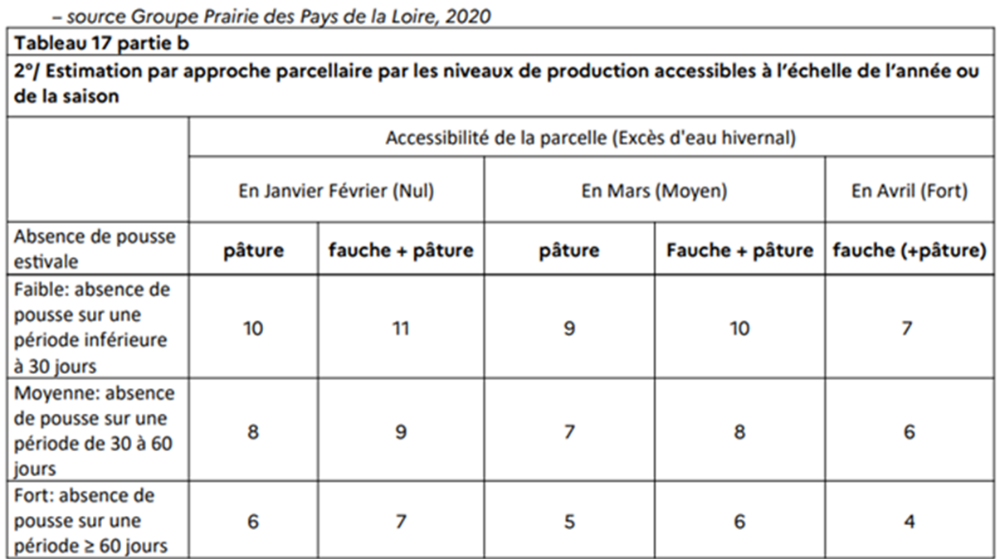 – source Groupe Prairie des Pays de la Loire, 2020
Tableau 17 partie b
2°/ Estimation par approche parcellaire par les niveaux de production accessibles à l’échelle de l’année ou
de la saison
Accessibilité de la parcelle (Excès d'eau hivernal)
En Janvier Février (Nul) En Mars (Moyen) En Avril (Fort)
Absence de pousse
estivale
pâture fauche + pâture pâture Fauche + pâture fauche (+pâture)
Faible: absence de
pousse sur une
période inférieure
à 30 jours
10 11 9 10 7
Moyenne: absence
de pousse sur une
période de 30 à 60
jours
8 9 7 8 6
Fort: absence de
pousse sur une
période ≥ 60 jours
6 7 5 6 4